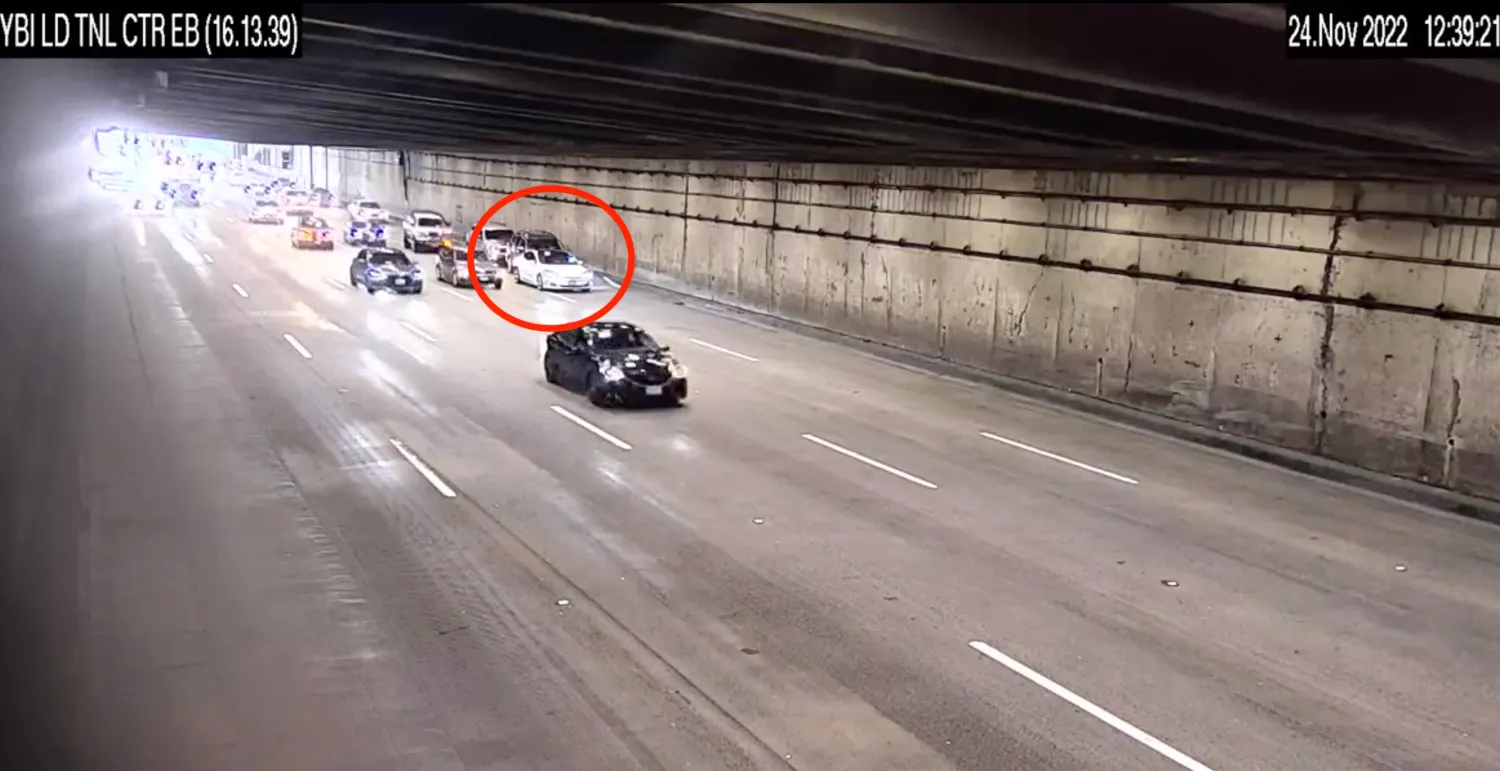 YBI LD TNL CTR EB (16.13.39)
24.Nov 2022 12:39:21